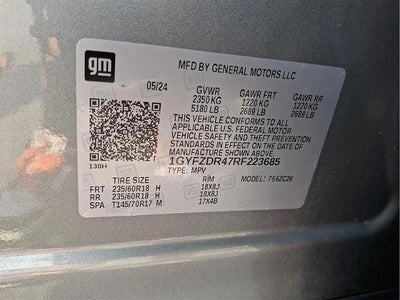 gm
MFD BY GENERAL MOTORS LLC
05/24 GVWR GAWR FRT GAWR RR
2350 KG 1220 KG 1220 KG
5180 LB 2689 LB 2689 LB
THIS VEHICLE CONFORMS TO ALL APPLICABLE
U.S. FEDERAL MOTOR VEHICLE SAFETY AND THEFT PREVENTION
STANDARDS IN EFFECT ON THE DATE OF
MANUFACTURE SHOWN ABOVE.
1GYFZDR47RF223685
130H TYPE: MPV MODEL: 756ZC26
TIRE SIZE RIM
FRT 235/60R18 H 18X8J
RR 235/60R18 H 18X8J
SPA T145/70R17 M 17X4B